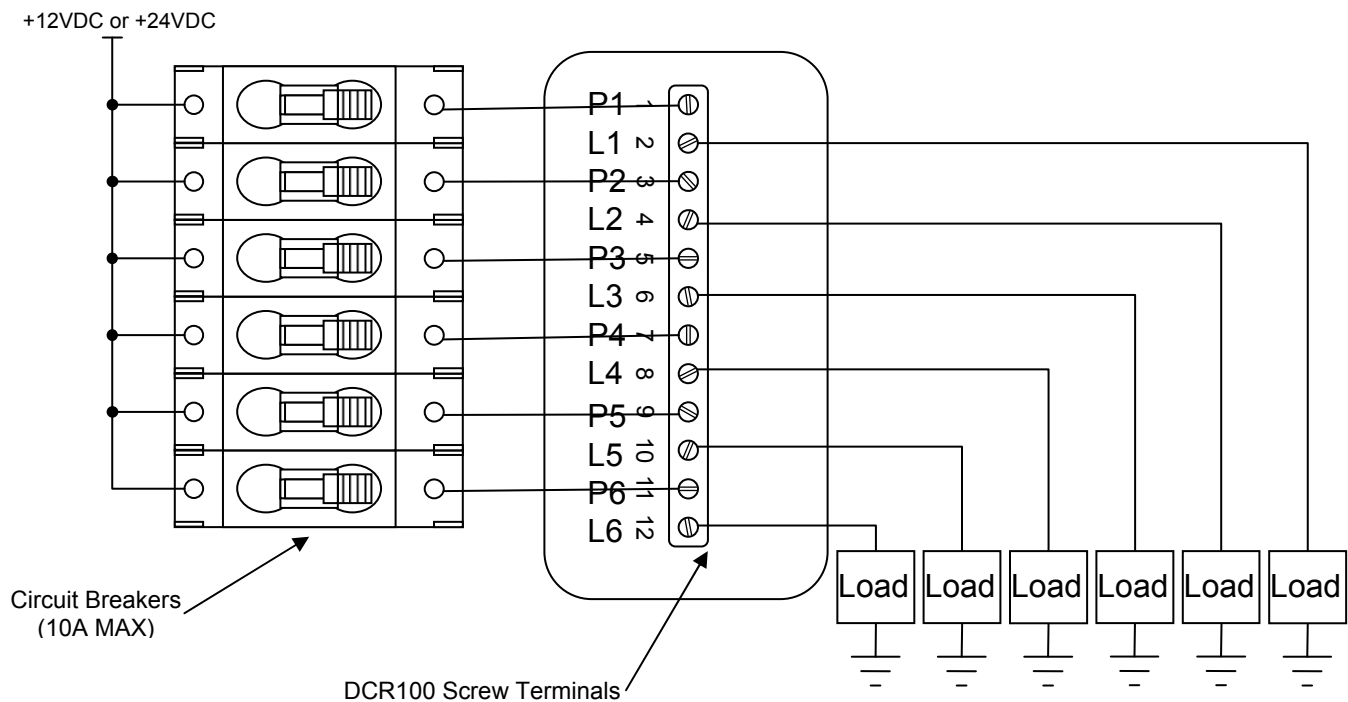 +12VDC or +24VDC
P1 1
L1 2
P2 3
L2 4
P3 5
L3 6
P4 7
L4 8
P5 9
L5 10
P6 11
L6 12
Load Load Load Load Load Load
Circuit Breakers
(10A MAX)
DCR100 Screw Terminals